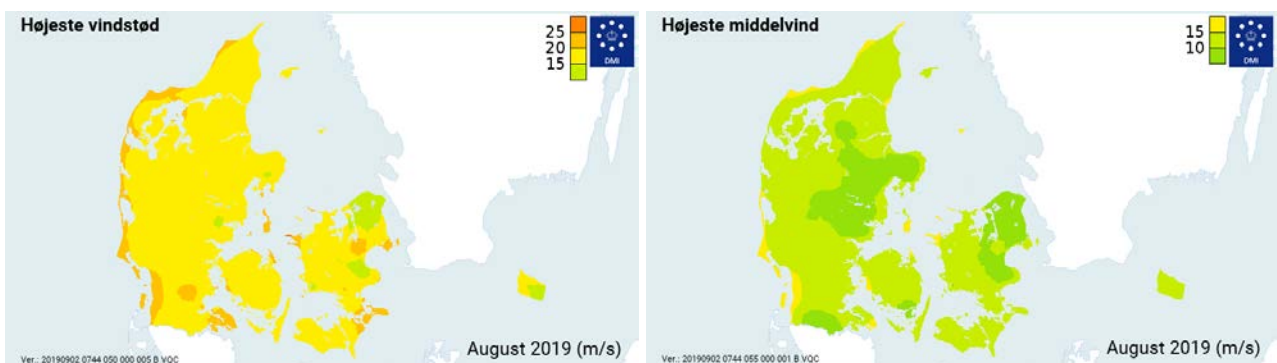 Højeste vindstød
25
20
15
DMI
August 2019 (m/s)
Ver.: 20190902 0744 050 000 005 B VQC
Højeste middelvind
15
10
DMI
August 2019 (m/s)
Ver.: 20190902 0744 055 000 001 B VQC